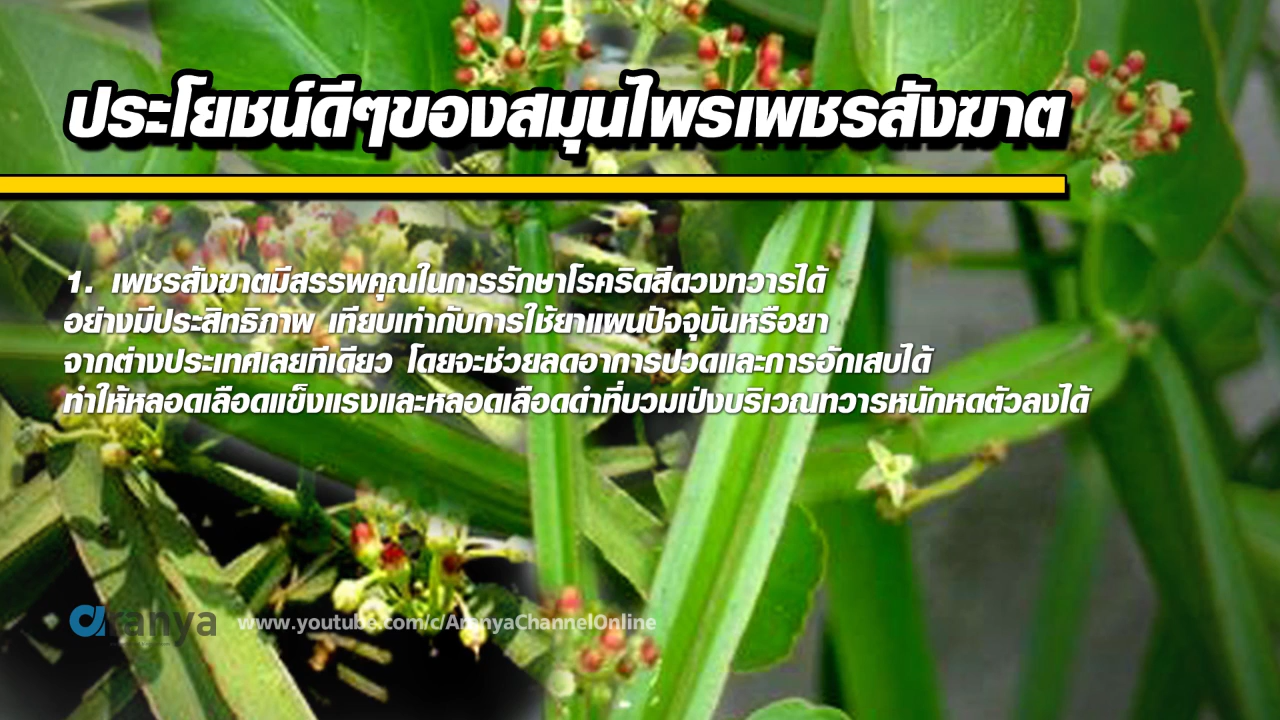 ประโยชน์ดีๆของสมุนไพรเพชรสังฆาต
1. เพชรสังฆาตมีสรรพคุณในการรักษาโรคริดสีดวงทวารได้
อย่างมีประสิทธิภาพ เทียบเท่ากับการใช้ยาแผนปัจจุบันหรือยา
จากต่างประเทศเลยทีเดียว โดยจะช่วยลดอาการปวดและการอักเสบได้
ทำให้หลอดเลือดแข็งแรงและหลอดเลือดดำที่บวมเป่งบริเวณทวารหนักหดตัวลงได้
aranya www.youtube.com/c/AranyaChannelOnline